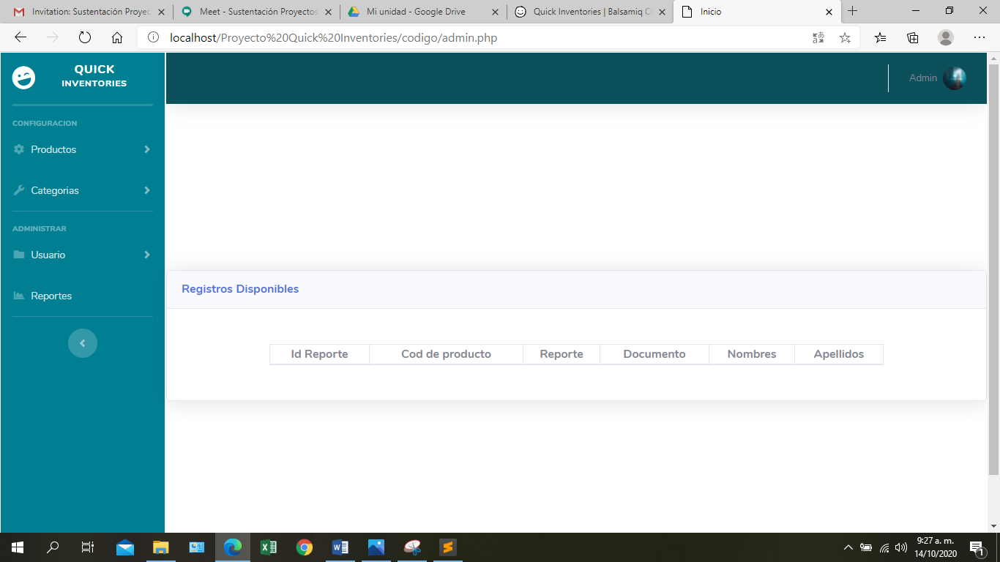 Invitation: Sustentación Proyec
Meet - Sustentación Proyectos
Mi unidad - Google Drive
Quick Inventories | Balsamiq Cl
Inicio
localhost/Proyecto%20Quick%20Inventories/codigo/admin.php
QUICK
INVENTORIES
Admin
CONFIGURACION
Productos
Categorias
ADMINISTRAR
Usuario
Reportes
Registros Disponibles
Id Reporte Cod de producto Reporte Documento Nombres Apellidos
9:27 a. m.
14/10/2020
1